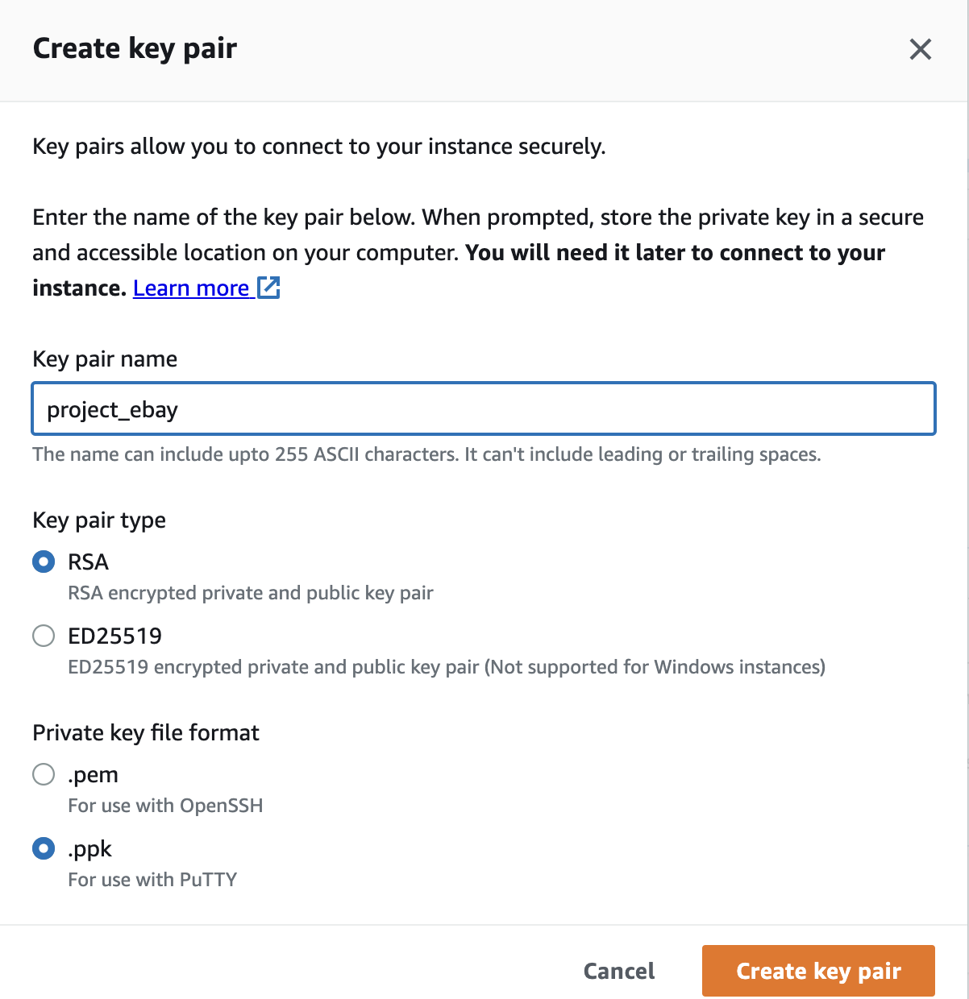 Create key pair
Key pairs allow you to connect to your instance securely.
Enter the name of the key pair below. When prompted, store the private key in a secure
and accessible location on your computer. You will need it later to connect to your
instance. Learn more
Key pair name
project_ebay
The name can include upto 255 ASCII characters. It can't include leading or trailing spaces.
Key pair type
RSA
RSA encrypted private and public key pair
ED25519
ED25519 encrypted private and public key pair (Not supported for Windows instances)
Private key file format
.pem
For use with OpenSSH
.ppk
For use with PuTTY
Cancel Create key pair